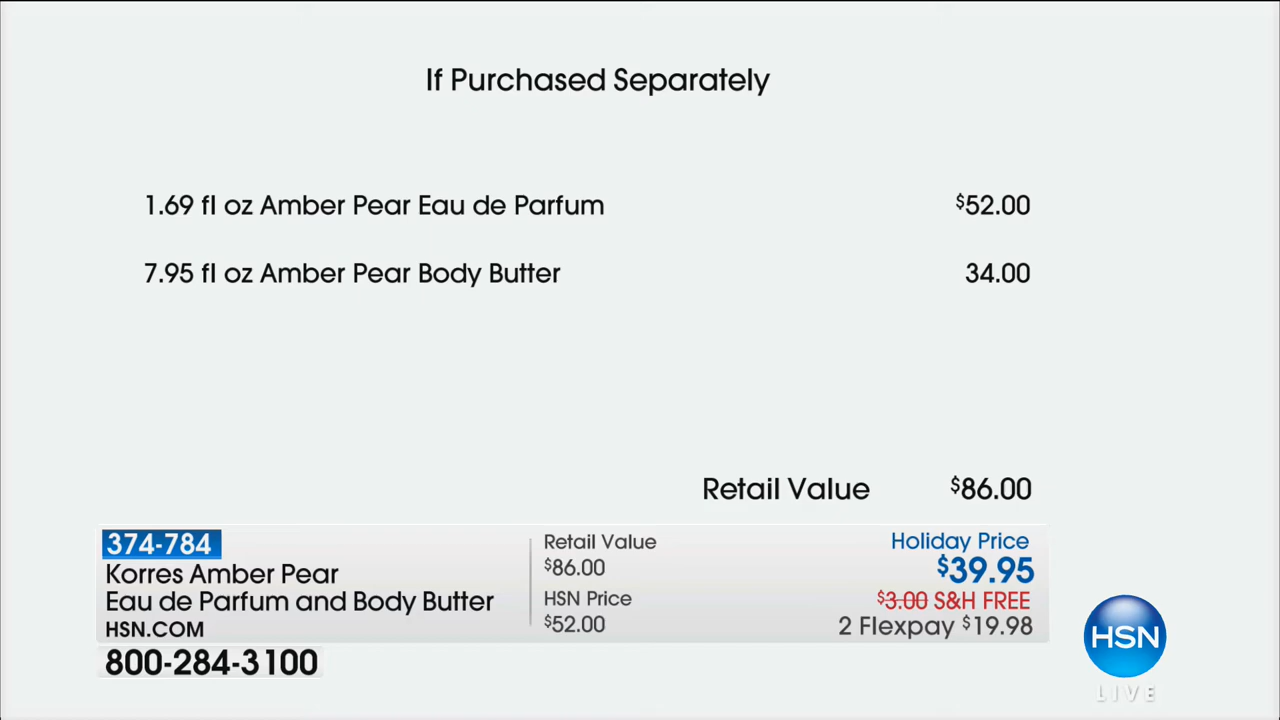 If Purchased Separately
1.69 fl oz Amber Pear Eau de Parfum $52.00
7.95 fl oz Amber Pear Body Butter 34.00
Retail Value $86.00
374-784
Korres Amber Pear
Eau de Parfum and Body Butter
HSN.COM
800-284-3100
Retail Value
$86.00
HSN Price
$52.00
Holiday Price
$39.95
$3.00 S&H FREE
2 Flexpay $19.98
HSN
LIVE